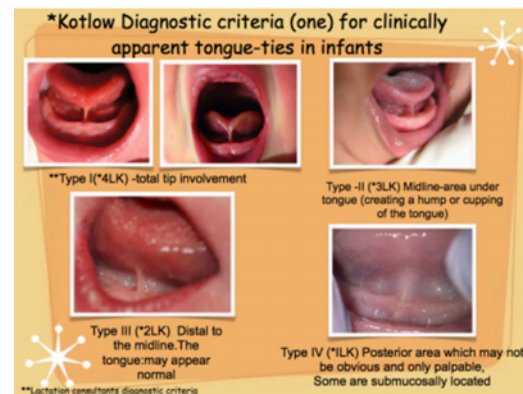 *Kotlow Diagnostic criteria (one) for clinically
apparent tongue-ties in infants
**Type I(*4LK) -total tip involvement
Type -II (*3LK) Midline-area under
tongue (creating a hump or cupping
of the tongue)
Type III (*2LK) Distal to
the midline.The
tongue:may appear
normal
Type IV (*ILK) Posterior area which may not
be obvious and only palpable,
Some are submucosally located
**Lactation consultants diagnostic criteria